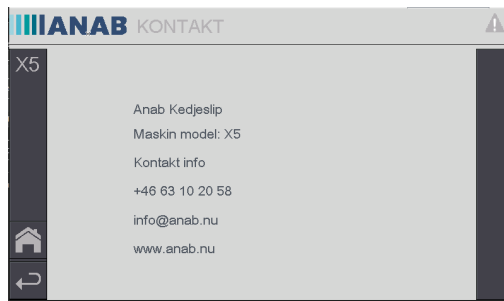 ANAB KONTAKT
X5
Anab Kedjeslip
Maskin model: X5
Kontakt info
+46 63 10 20 58
info@anab.nu
www.anab.nu